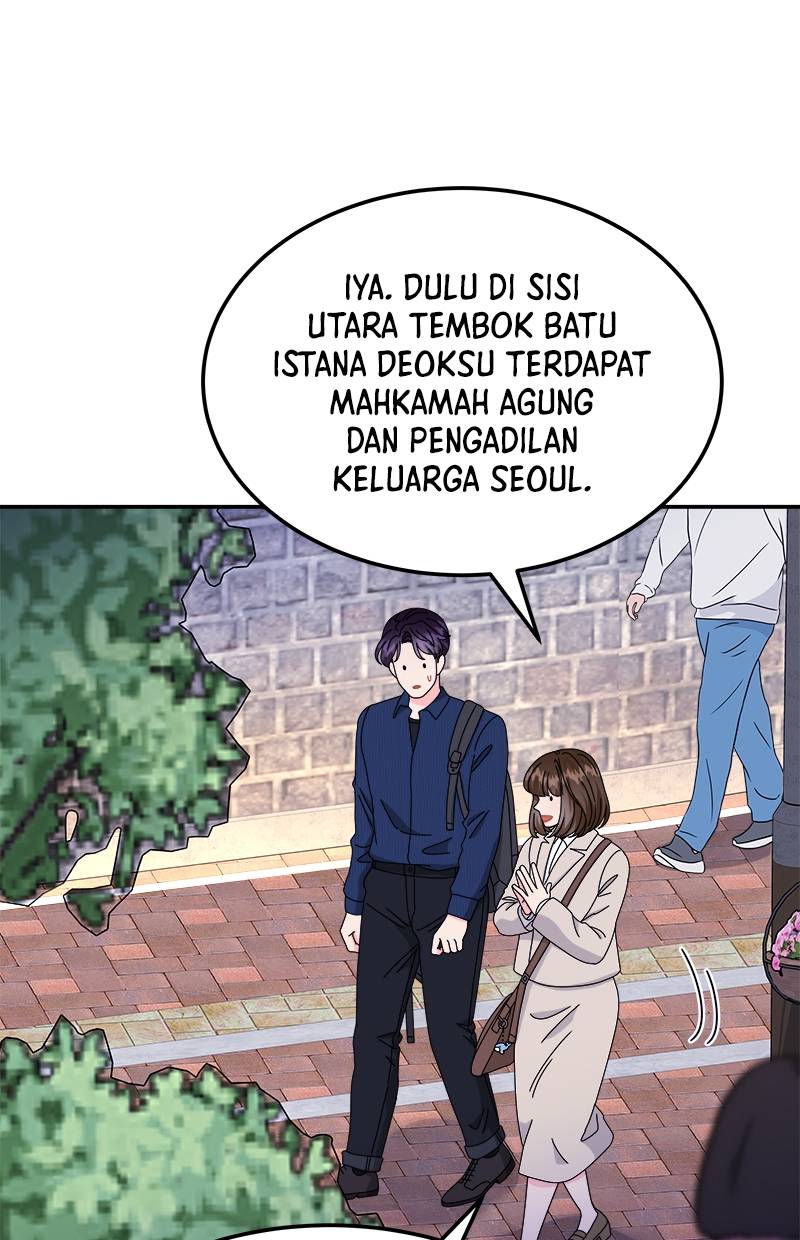 IYA. DULU DI SISI
UTARA TEMBOK BATU
ISTANA DEOKSU TERDAPAT
MAHKAMAH AGUNG
DAN PENGADILAN
KELUARGA SEOUL.